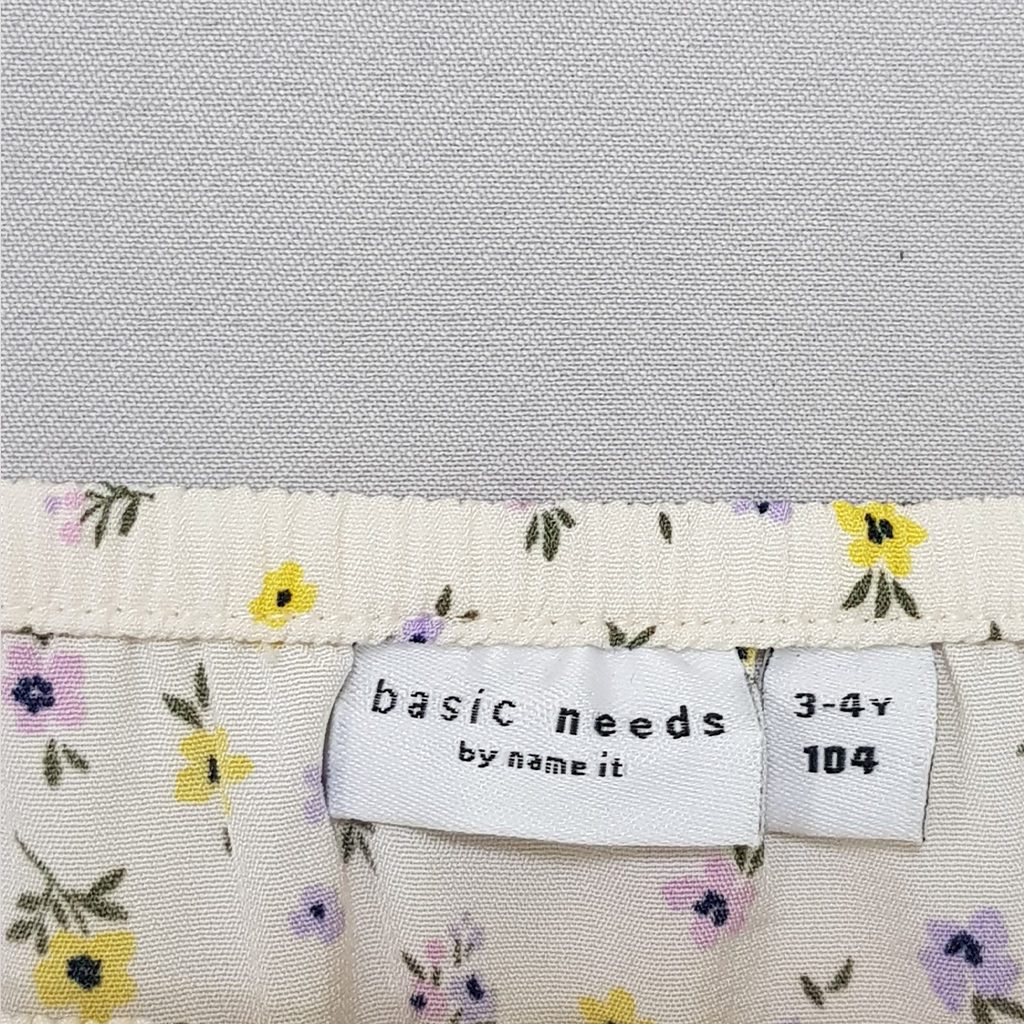 basic needs
by name it
3-4Y
104